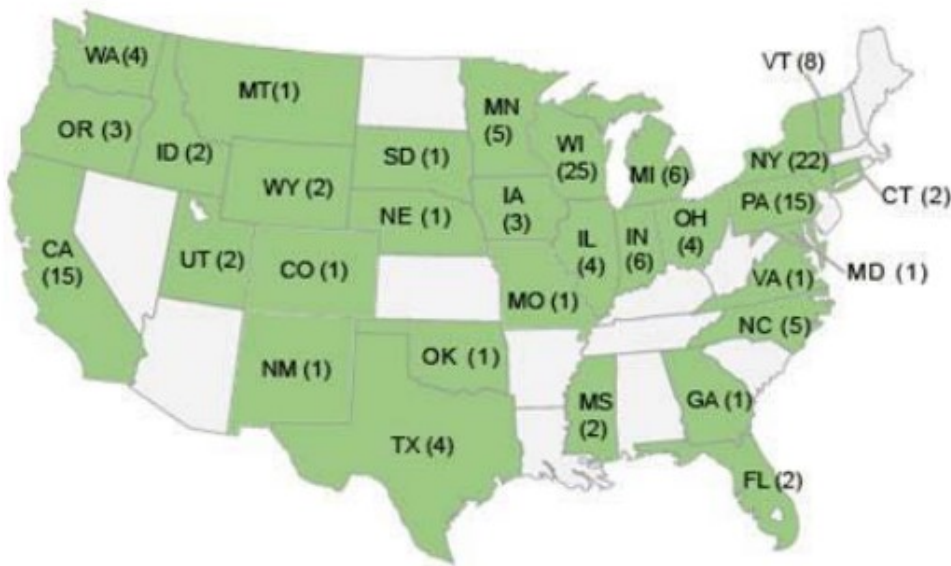 VT (8)
WA (4)
MT(1)
MN
(5)
OR (3)
ID (2)
SD (1)
WI
(25)
MI (6)
NY (22)
CT (2)
WY (2)
NE (1)
IA
(3)
PA (15)
CA
(15)
UT (2)
CO (1)
IL
(4)
IN
(6)
OH
(4)
MD (1)
VA (1)
MO (1)
NC (5)
NM (1)
OK (1)
MS
(2)
GA (1)
TX (4)
FL (2)